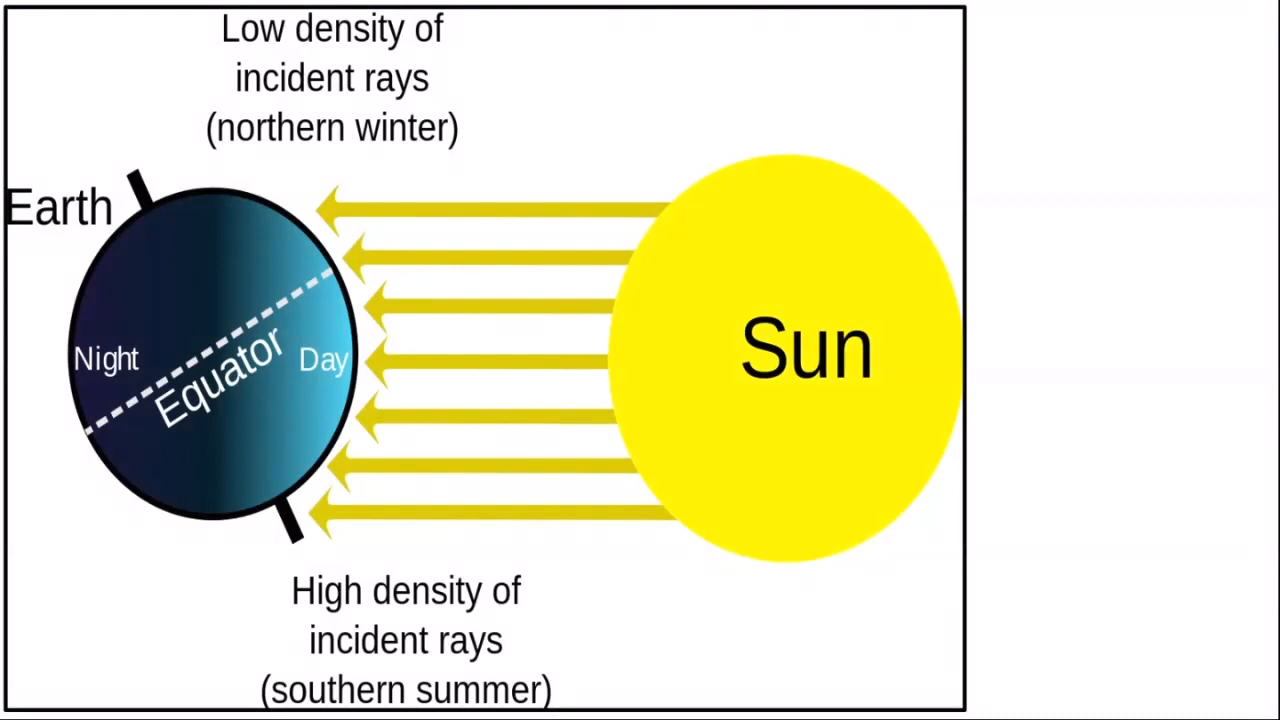 Low density of
incident rays
(northern winter)
Earth
Sun
Night
Equator
Day
High density of
incident rays
(southern summer)